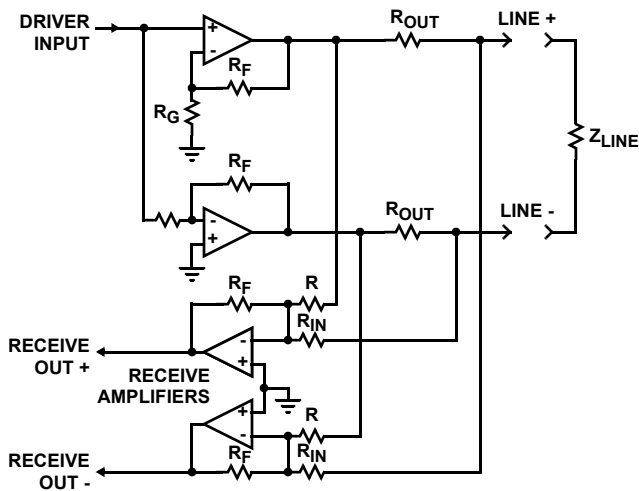 DRIVER
INPUT
+
-
R_F
R_G
R_OUT
LINE +
Z_LINE
R_F
-
+
R_OUT
LINE -
R_F
R
R_IN
-
+
RECEIVE
OUT +
RECEIVE
AMPLIFIERS
+
-
R
R_F
R_IN
RECEIVE
OUT -